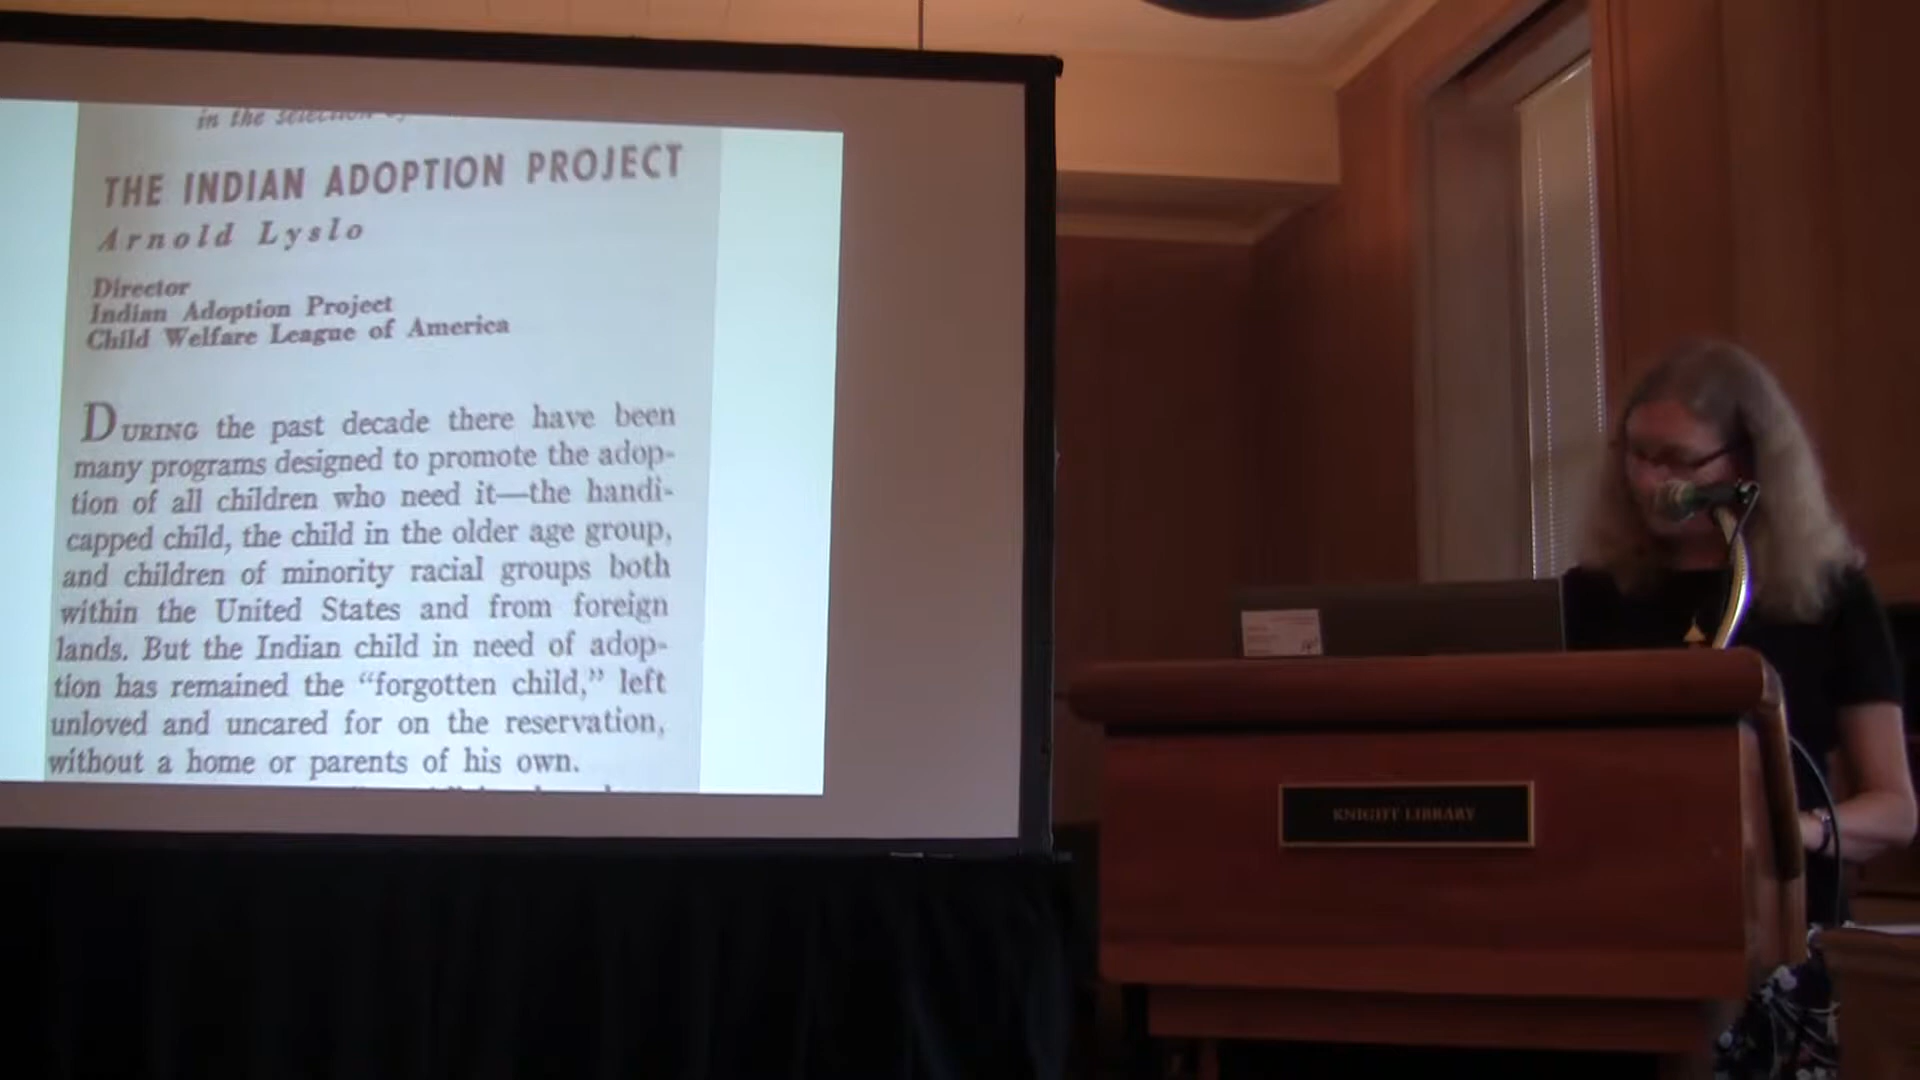 in the selection
THE INDIAN ADOPTION PROJECT
Arnold Lyslo
Director
Indian Adoption Project
Child Welfare League of America
DURING the past decade there have been
many programs designed to promote the adop-
tion of all children who need it—the handi-
capped child, the child in the older age group,
and children of minority racial groups both
within the United States and from foreign
lands. But the Indian child in need of adop-
tion has remained the “forgotten child,” left
unloved and uncared for on the reservation,
without a home or parents of his own.
KNIGHT LIBRARY